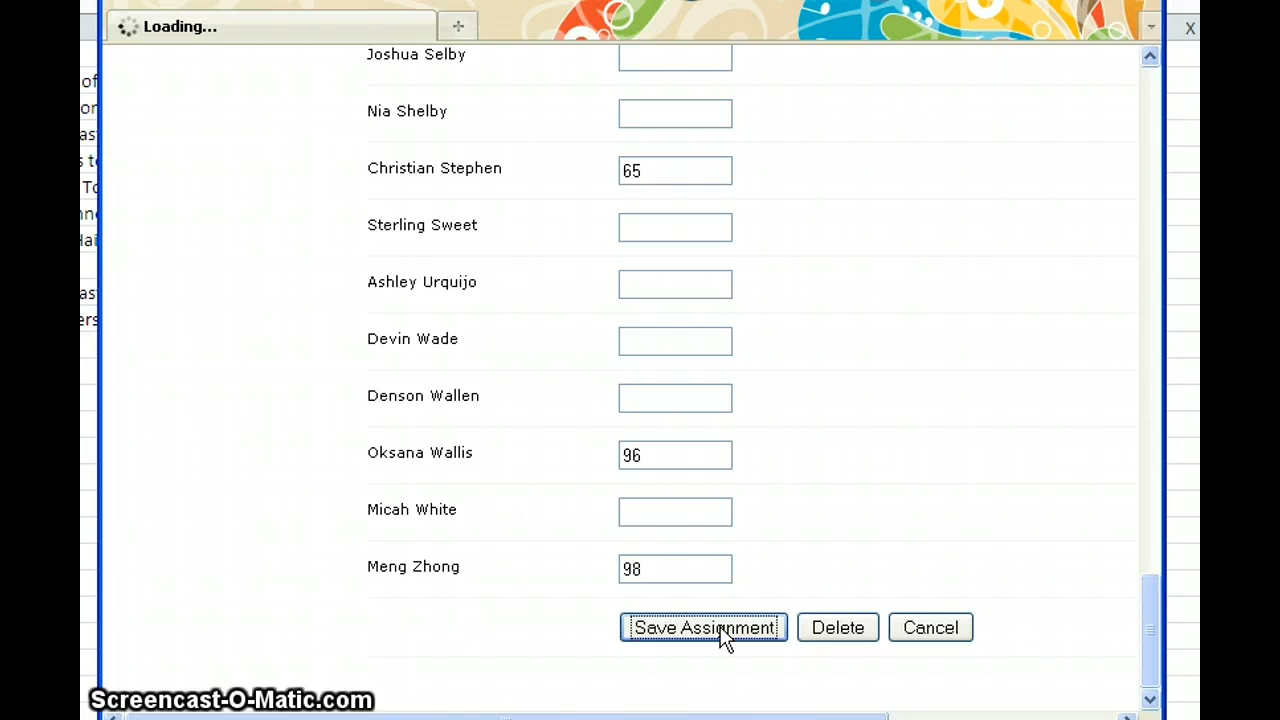 Loading...
X
Joshua Selby
Nia Shelby
Christian Stephen
65
Sterling Sweet
Ashley Urquijo
Devin Wade
Denson Wallen
Oksana Wallis
96
Micah White
Meng Zhong
98
Save Assignment
Delete
Cancel
Screencast-O-Matic.com